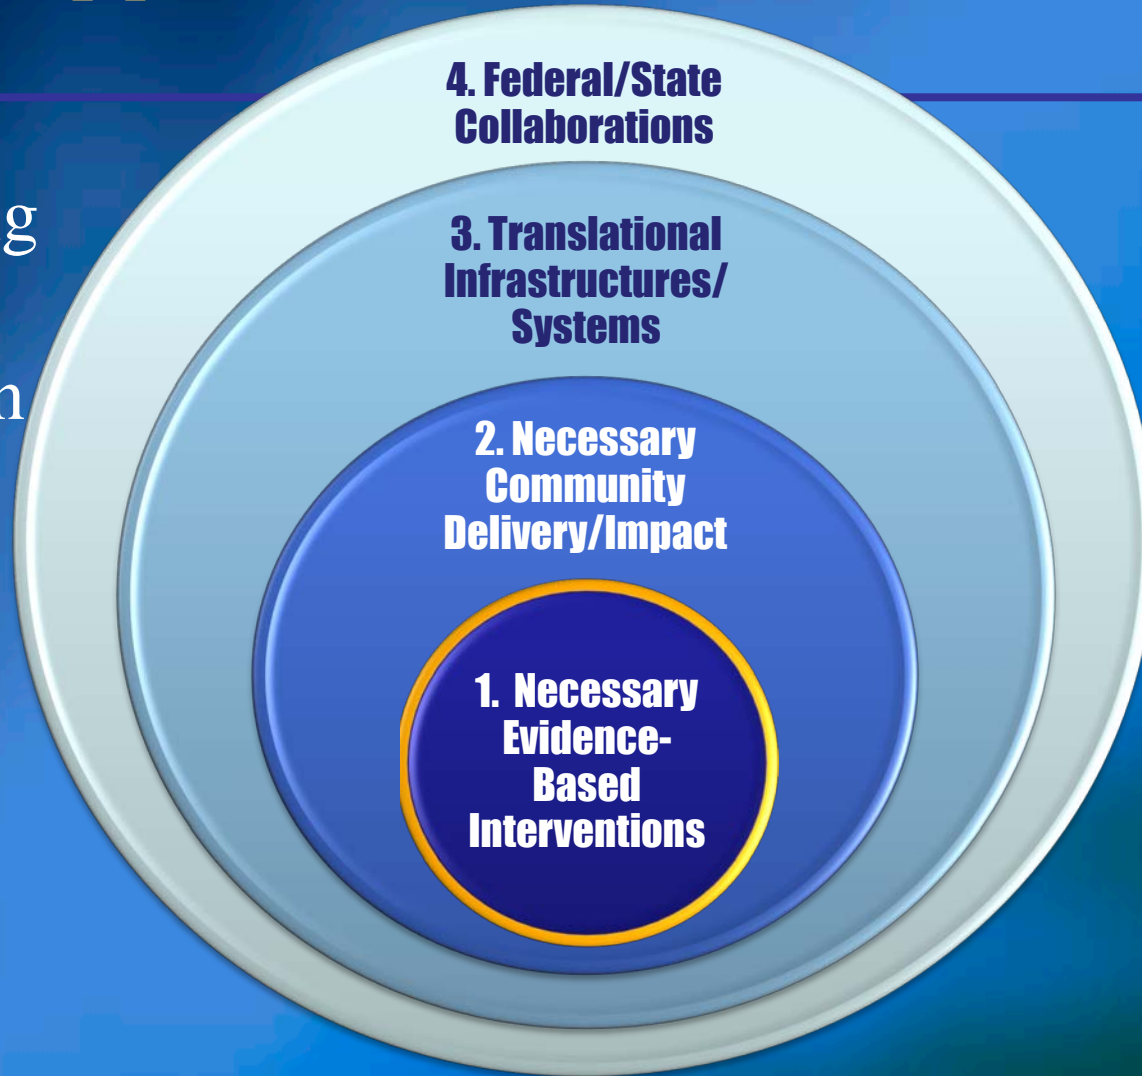 4. Federal/State
Collaborations
3. Translational
Infrastructures/
Systems
2. Necessary
Community
Delivery/Impact
1. Necessary
Evidence-
Based
Interventions